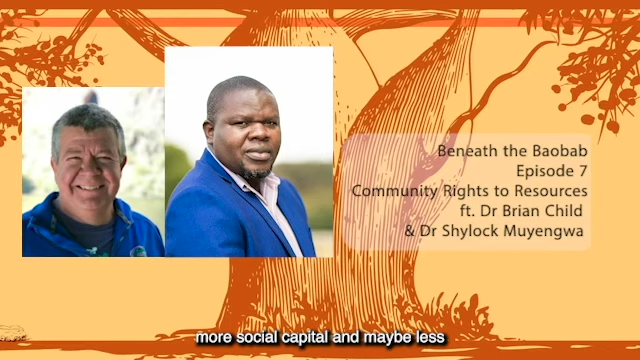 Beneath the Baobab
Episode 7
Community Rights to Resources
ft. Dr Brian Child
& Dr Shylock Muyengwa
more social capital and maybe less